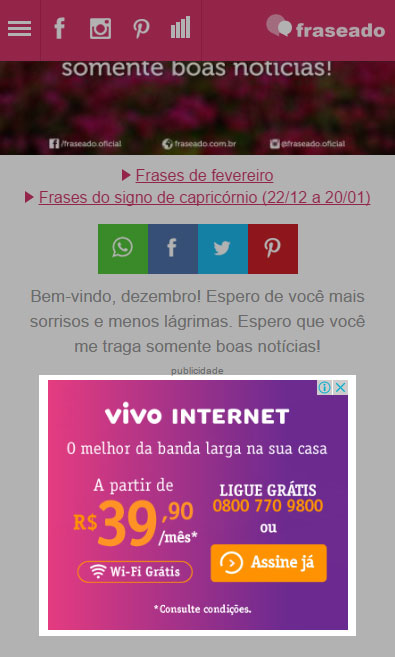 fraseado
somente boas notícias!
/fraseado.oficial
fraseado.com.br
@fraseado.oficial
Frases de fevereiro
Frases do signo de capricórnio (22/12 a 20/01)
Bem-vindo, dezembro! Espero de você mais
sorrisos e menos lágrimas. Espero que você
me traga somente boas notícias!
publicidade
vivo INTERNET
O melhor da banda larga na sua casa
A partir de
R$39,90
/mês*
Wi-Fi Grátis
LIGUE GRÁTIS
0800 770 9800
ou
Assine já
*Consulte condições.